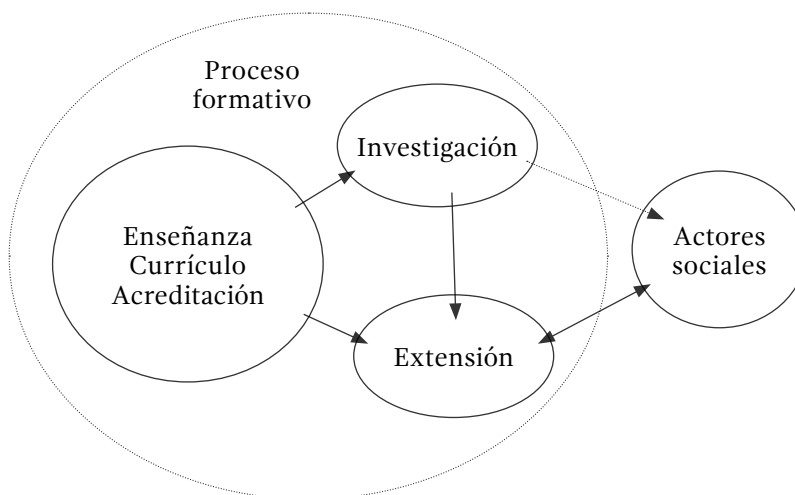 Proceso
formativo
Investigación
Enseñanza
Currículo
Acreditación
Actores
sociales
Extensión